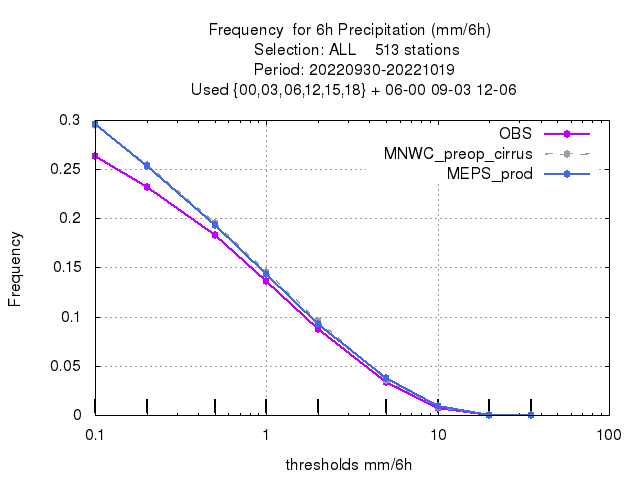 Frequency  for 6h Precipitation (mm/6h)
Selection: ALL    513 stations
Period: 20220930-20221019
Used {00,03,06,12,15,18} + 06-00 09-03 12-06
OBS
MNWC_preop_cirrus
MEPS_prod
0.3
0.25
0.2
0.15
0.1
0.05
0
Frequency
0.1
1
10
100
thresholds mm/6h